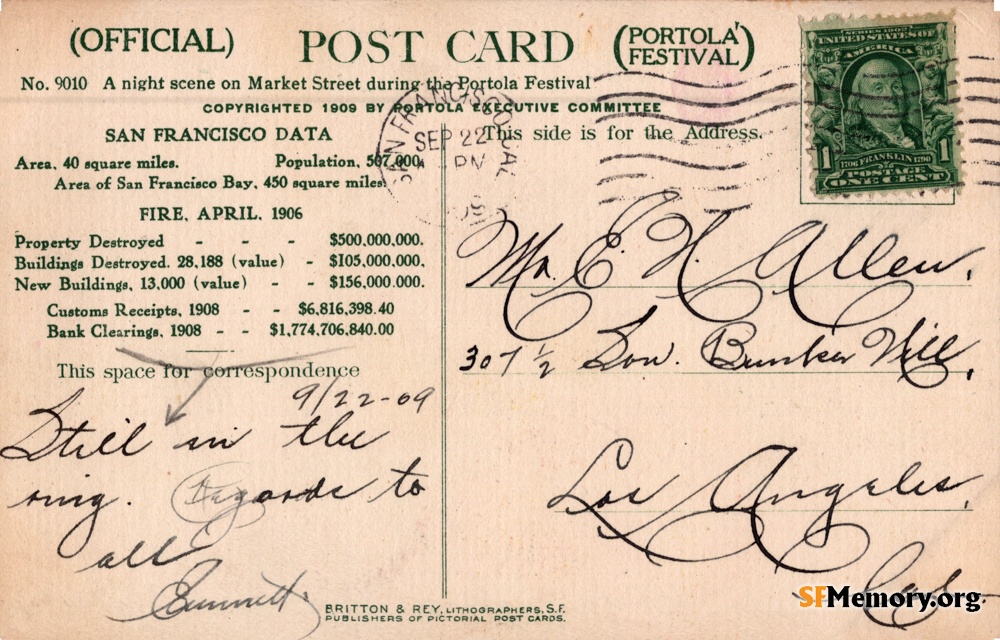 (OFFICIAL) POST CARD (PORTOLA' FESTIVAL)
No. 9010 A night scene on Market Street during the Portola Festival
COPYRIGHTED 1909 BY PORTOLA EXECUTIVE COMMITTEE
SAN FRANCISCO DATA
Area, 40 square miles. Population, 507,000.
Area of San Francisco Bay, 450 square miles.
FIRE, APRIL, 1906
Property Destroyed - - - $500,000,000.
Buildings Destroyed. 28,188 (value) - $105,000,000.
New Buildings, 13,000 (value) - - $156,000.000.
Customs Receipts, 1908 - - $6,816,398.40
Bank Clearings, 1908 - - $1,774,706,840.00
This space for correspondence
9/22-09
Still in the
ring. Regards to
all
Emmett.
BRITTON & REY, LITHOGRAPHERS, S.F.
PUBLISHERS OF PICTORIAL POST CARDS.
SAN FRANCISCO, CAL
SEP 22
PM
'09
This side is for the Address.
SERIES 1902
UNITED STATES OF
AMERICA
1706 FRANKLIN 1790
1 POSTAGE 1
ONE CENT
Mr. E. H. Allen.
307 ½ Sou. Bunker Hill.
Los Angeles.
Cal.
SFMemory.org